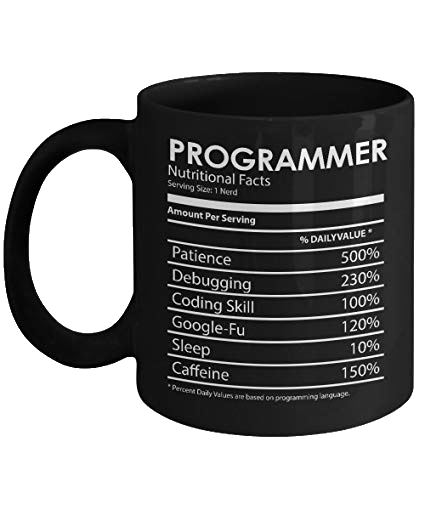 PROGRAMMER
Nutritional Facts
Serving Size: 1 Nerd
Amount Per Serving
% DAILYVALUE *
Patience 500%
Debugging 230%
Coding Skill 100%
Google-Fu 120%
Sleep 10%
Caffeine 150%
* Percent Daily Values are based on programming language.